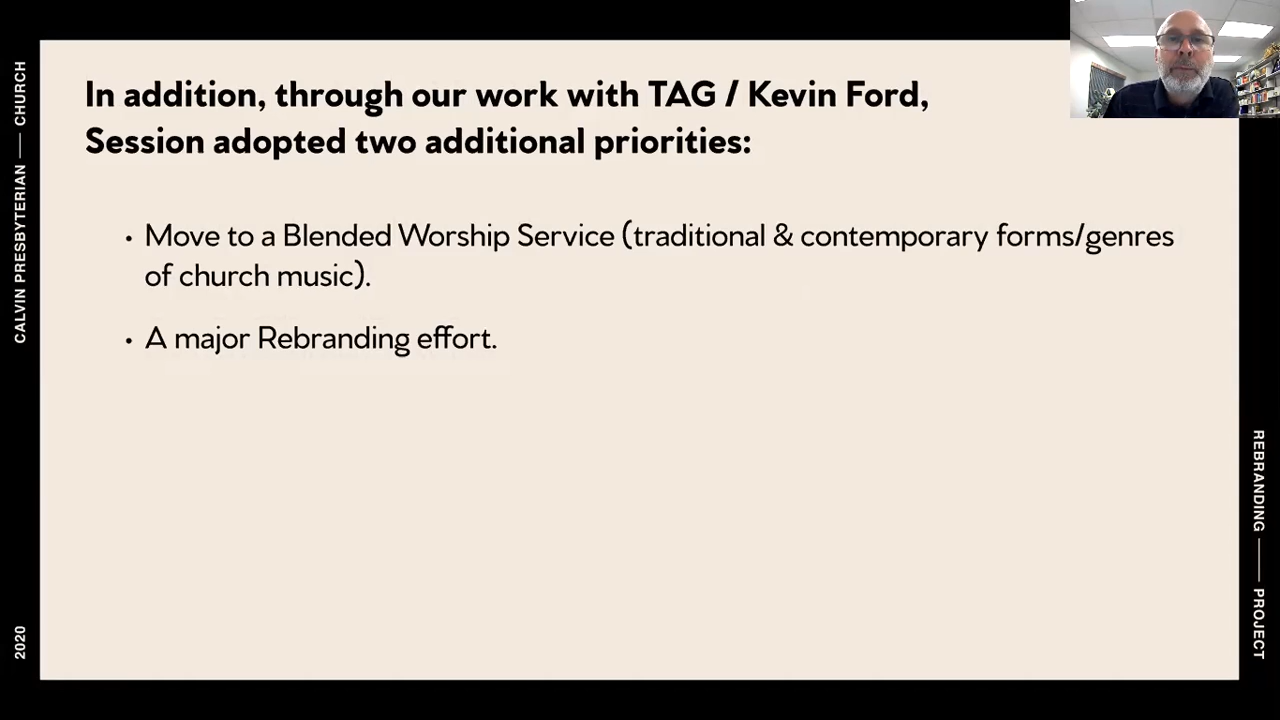 In addition, through our work with TAG / Kevin Ford,
Session adopted two additional priorities:
• Move to a Blended Worship Service (traditional & contemporary forms/genres
of church music).
• A major Rebranding effort.
CALVIN PRESBYTERIAN — CHURCH
2020
REBRANDING — PROJECT